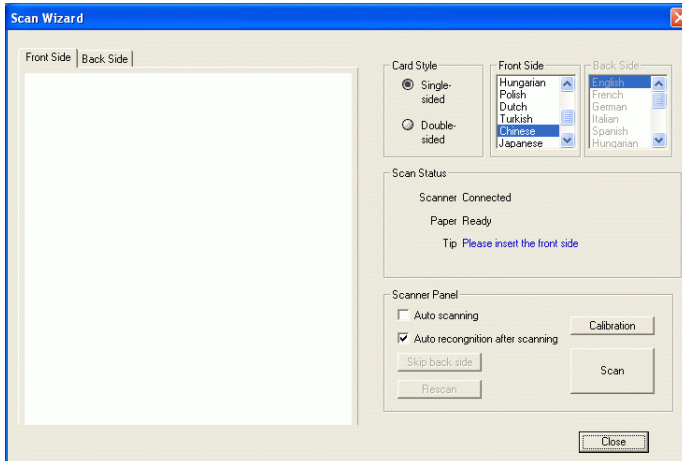 Scan Wizard
Front Side
Back Side
Card Style
Single-
sided
Double-
sided
Front Side
Hungarian
Polish
Dutch
Turkish
Chinese
Japanese
Back Side
English
French
German
Italian
Spanish
Hungarian
Scan Status
Scanner Connected
Paper Ready
Tip Please insert the front side
Scanner Panel
Auto scanning
Auto recongnition after scanning
Skip back side
Rescan
Calibration
Scan
Close